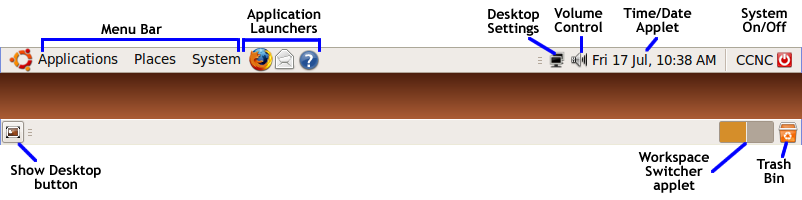 Menu Bar
Application
Launchers
Desktop
Settings
Volume
Control
Time/Date
Applet
System
On/Off
Applications Places System
Fri 17 Jul, 10:38 AM CCNC
Show Desktop
button
Workspace
Switcher
applet
Trash
Bin